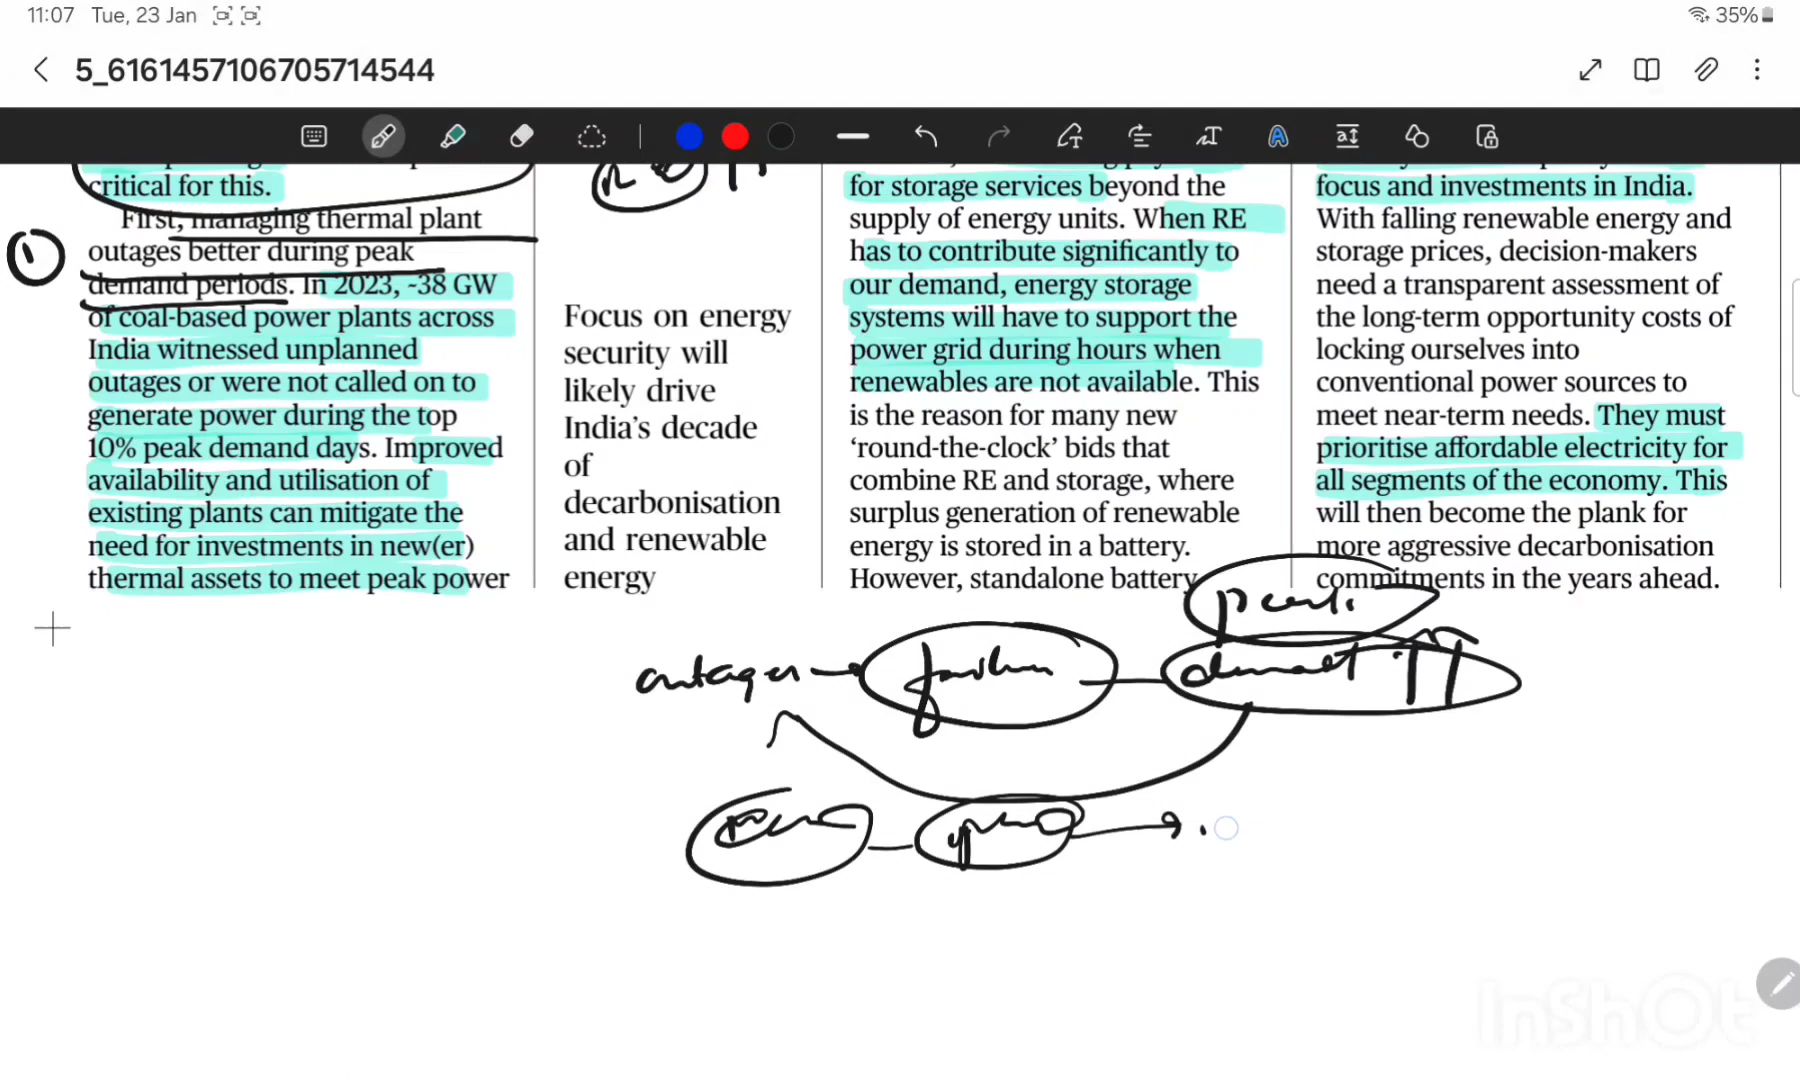 11:07 Tue, 23 Jan
35%
5_6161457106705714544
critical for this.
First, managing thermal plant
outages better during peak
demand periods. In 2023, ~38 GW
of coal-based power plants across
India witnessed unplanned
outages or were not called on to
generate power during the top
10% peak demand days. Improved
availability and utilisation of
existing plants can mitigate the
need for investments in new(er)
thermal assets to meet peak power
Focus on energy
security will
likely drive
India's decade
of
decarbonisation
and renewable
energy
for storage services beyond the
supply of energy units. When RE
has to contribute significantly to
our demand, energy storage
systems will have to support the
power grid during hours when
renewables are not available. This
is the reason for many new
'round-the-clock' bids that
combine RE and storage, where
surplus generation of renewable
energy is stored in a battery.
However, standalone battery
focus and investments in India.
With falling renewable energy and
storage prices, decision-makers
need a transparent assessment of
the long-term opportunity costs of
locking ourselves into
conventional power sources to
meet near-term needs. They must
prioritise affordable electricity for
all segments of the economy. This
will then become the plank for
more aggressive decarbonisation
commitments in the years ahead.
outages
InShOt